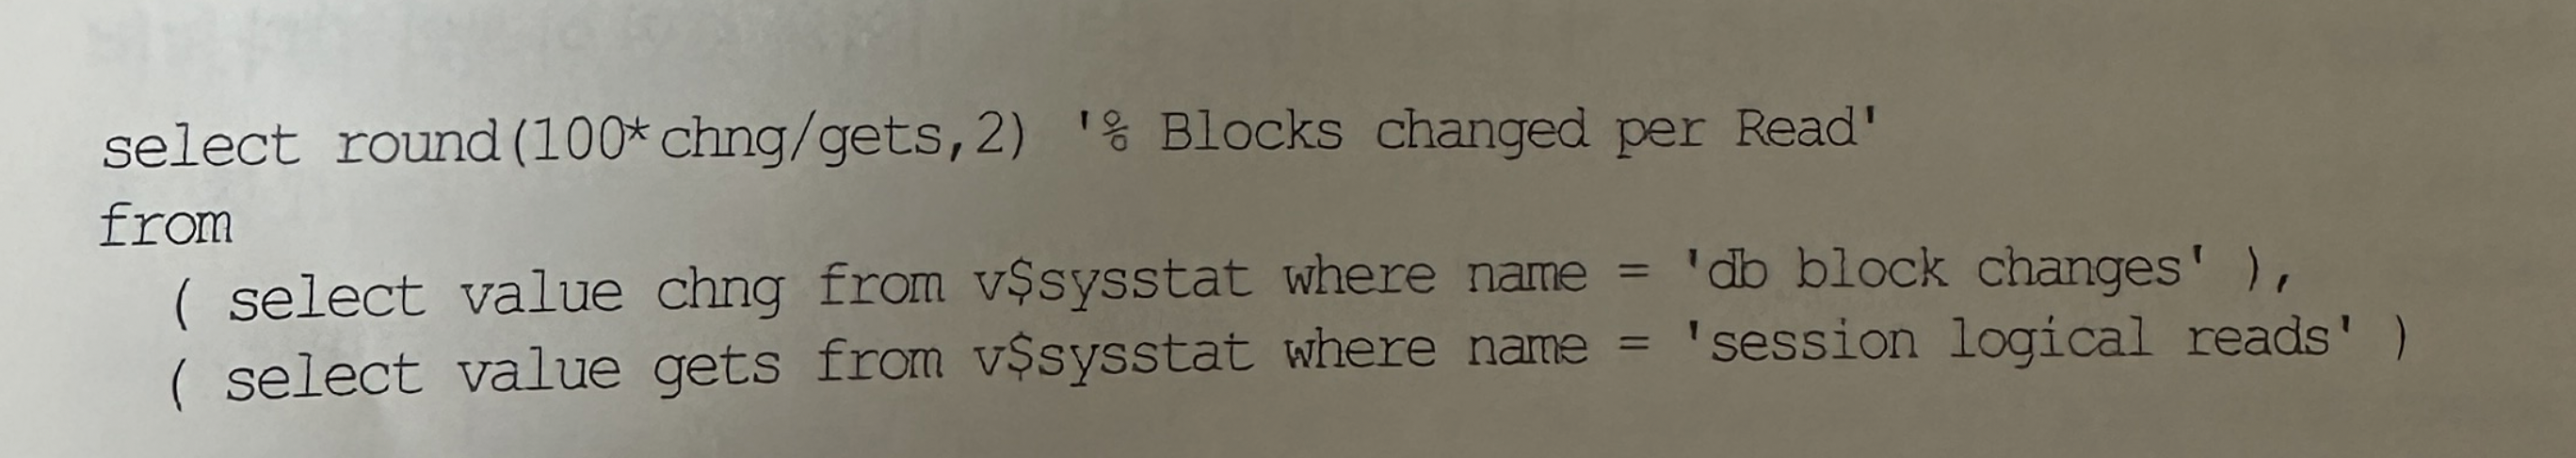 select round(100*chng/gets,2) '% Blocks changed per Read'
from
( select value chng from v$sysstat where name = 'db block changes' ),
( select value gets from v$sysstat where name = 'session logical reads' )